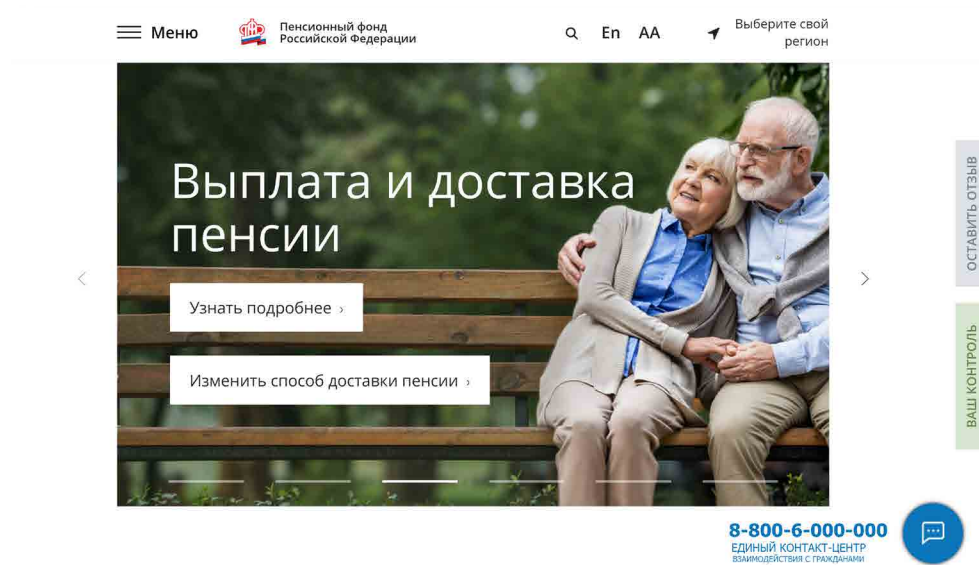 Меню
Пенсионный фонд
Российской Федерации
En
АА
Выберите свой
регион
Выплата и доставка
пенсии
Узнать подробнее ›
Изменить способ доставки пенсии ›
ОСТАВИТЬ ОТЗЫВ
ВАШ КОНТРОЛЬ
8-800-6-000-000
ЕДИНЫЙ КОНТАКТ-ЦЕНТР
ВЗАИМОДЕЙСТВИЯ С ГРАЖДАНАМИ